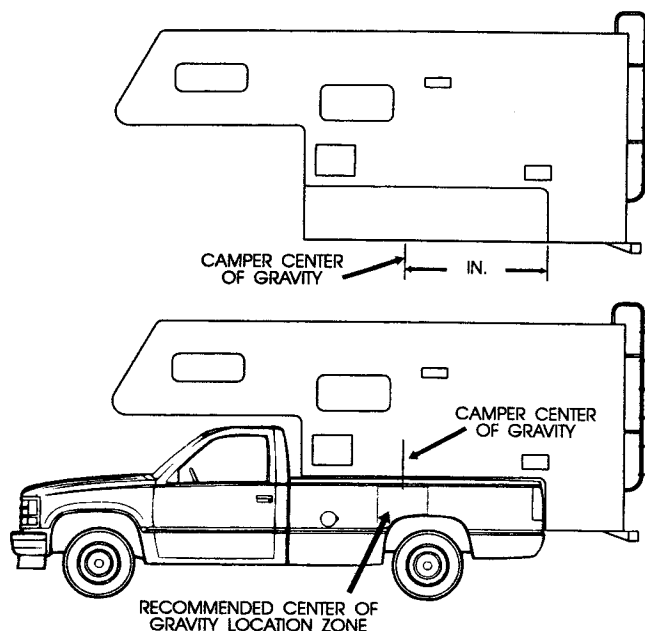 CAMPER CENTER
OF GRAVITY
IN.
CAMPER CENTER
OF GRAVITY
RECOMMENDED CENTER OF
GRAVITY LOCATION ZONE